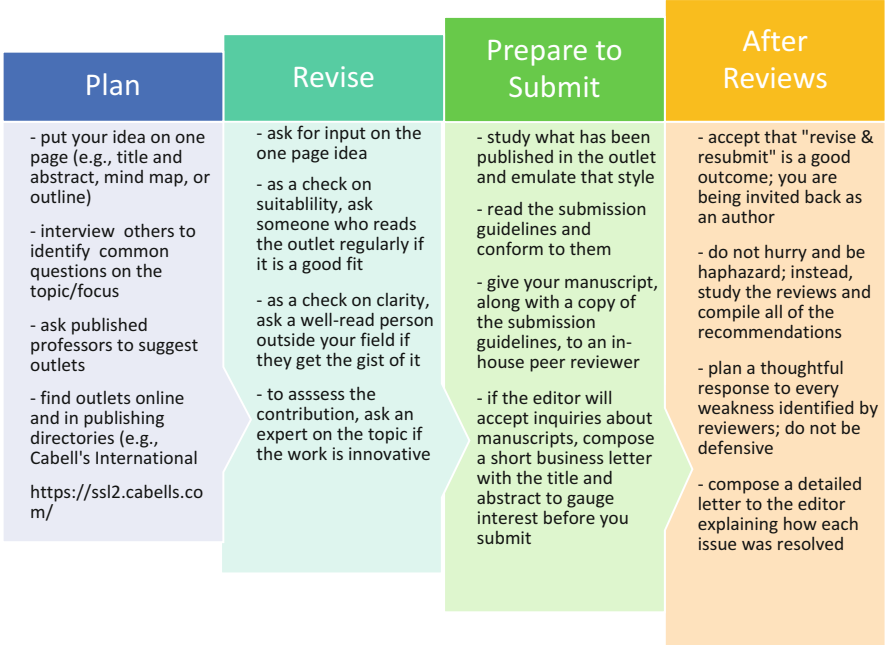 Plan
- put your idea on one
page (e.g., title and
abstract, mind map, or
outline)
- interview others to
identify common
questions on the
topic/focus
- ask published
professors to suggest
outlets
- find outlets online
and in publishing
directories (e.g.,
Cabell's International
https://ssl2.cabells.co
m/
Revise
- ask for input on the
one page idea
- as a check on
suitablility, ask
someone who reads
the outlet regularly if
it is a good fit
- as a check on clarity,
ask a well-read person
outside your field if
they get the gist of it
- to asssess the
contribution, ask an
expert on the topic if
the work is innovative
Prepare to
Submit
- study what has been
published in the outlet
and emulate that style
- read the submission
guidelines and
conform to them
- give your manuscript,
along with a copy of
the submission
guidelines, to an in-
house peer reviewer
- if the editor will
accept inquiries about
manuscripts, compose
a short business letter
with the title and
abstract to gauge
interest before you
submit
After
Reviews
- accept that "revise &
resubmit" is a good
outcome; you are
being invited back as
an author
- do not hurry and be
haphazard; instead,
study the reviews and
compile all of the
recommendations
- plan a thoughtful
response to every
weakness identified by
reviewers; do not be
defensive
- compose a detailed
letter to the editor
explaining how each
issue was resolved